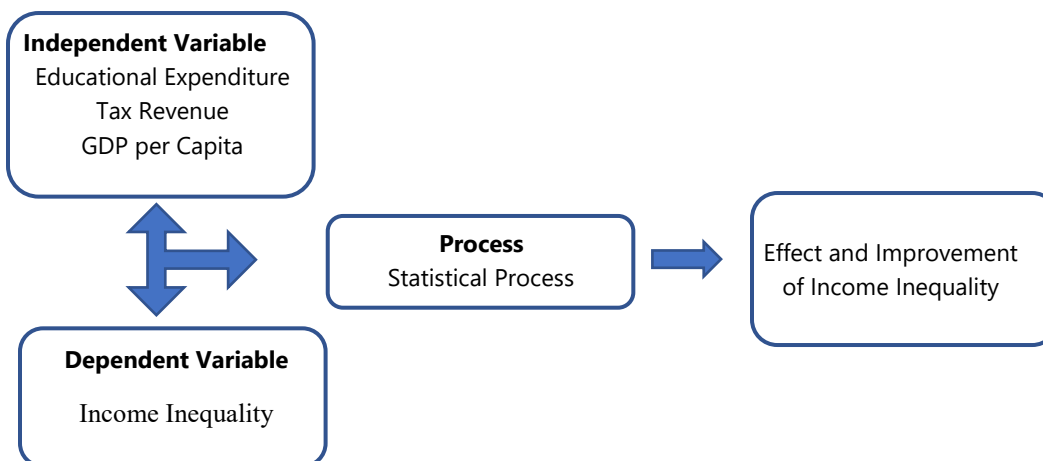 Independent Variable
Educational Expenditure
Tax Revenue
GDP per Capita
Process
Statistical Process
Effect and Improvement
of Income Inequality
Dependent Variable
Income Inequality